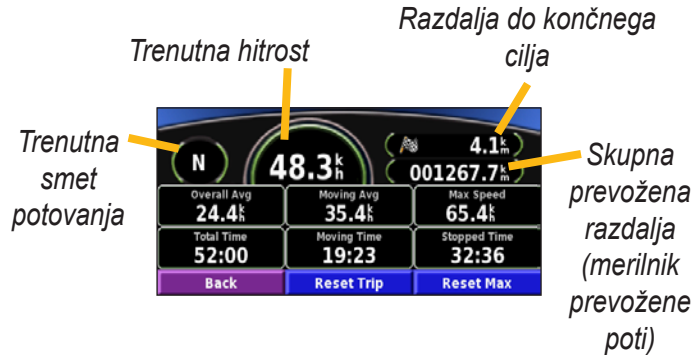 Trenutna hitrost
Razdalja do končnega
cilja
Trenutna
smet
potovanja
N
48.3 k/h
4.1 k/m
001267.7 k/m
Skupna
prevožena
razdalja
(merilnik
prevožene
poti)
Overall Avg
24.4 k/h
Moving Avg
35.4 k/h
Max Speed
65.4 k/h
Total Time
52:00
Moving Time
19:23
Stopped Time
32:36
Back
Reset Trip
Reset Max